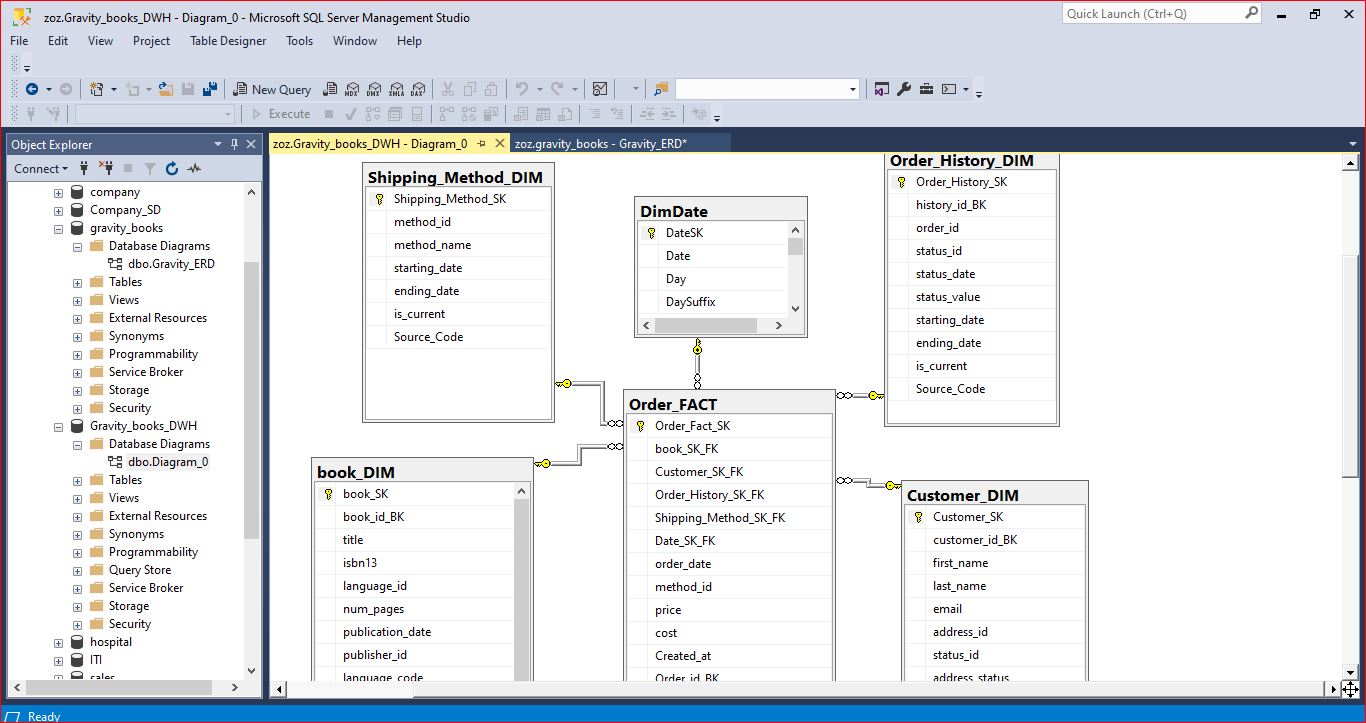 zoz.Gravity_books_DWH - Diagram_0 - Microsoft SQL Server Management Studio
Quick Launch (Ctrl+Q)
File Edit View Project Table Designer Tools Window Help
New Query MDX DMX XMLA DAX
Execute
Object Explorer
Connect
company
Company_SD
gravity_books
Database Diagrams
dbo.Gravity_ERD
Tables
Views
External Resources
Synonyms
Programmability
Service Broker
Storage
Security
Gravity_books_DWH
Database Diagrams
dbo.Diagram_0
Tables
Views
External Resources
Synonyms
Programmability
Query Store
Service Broker
Storage
Security
hospital
ITI
sales
zoz.Gravity_books_DWH - Diagram_0
zoz.gravity_books - Gravity_ERD*
Shipping_Method_DIM
Shipping_Method_SK
method_id
method_name
starting_date
ending_date
is_current
Source_Code
DimDate
DateSK
Date
Day
DaySuffix
Order_History_DIM
Order_History_SK
history_id_BK
order_id
status_id
status_date
status_value
starting_date
ending_date
is_current
Source_Code
book_DIM
book_SK
book_id_BK
title
isbn13
language_id
num_pages
publication_date
publisher_id
language_code
Order_FACT
Order_Fact_SK
book_SK_FK
Customer_SK_FK
Order_History_SK_FK
Shipping_Method_SK_FK
Date_SK_FK
order_date
method_id
price
cost
Created_at
Order_id_BK
Customer_DIM
Customer_SK
customer_id_BK
first_name
last_name
email
address_id
status_id
address_status
Ready